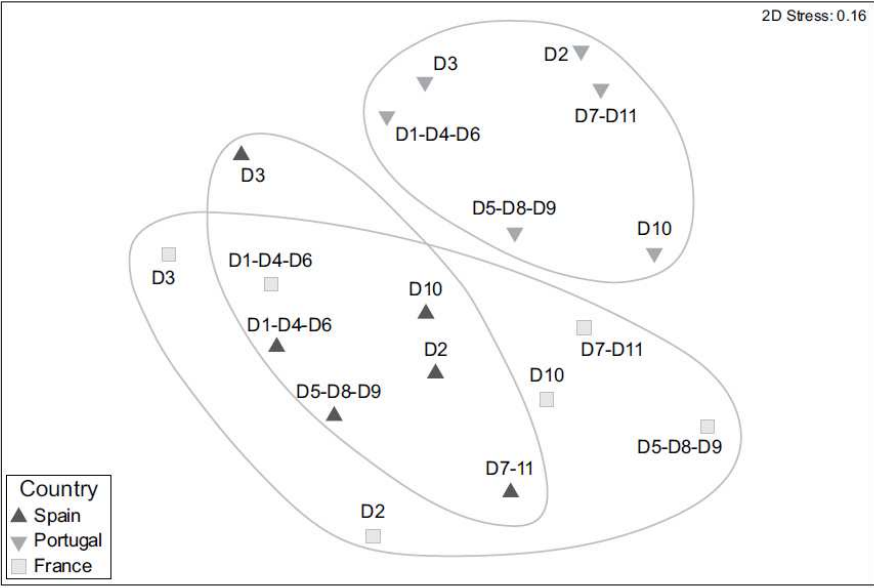 2D Stress: 0.16
D2
D3
D7-D11
D1-D4-D6
D3
D5-D8-D9
D10
D1-D4-D6
D3
D10
D1-D4-D6
D2
D7-D11
D10
D5-D8-D9
D5-D8-D9
D7-11
D2
Country
Spain
Portugal
France